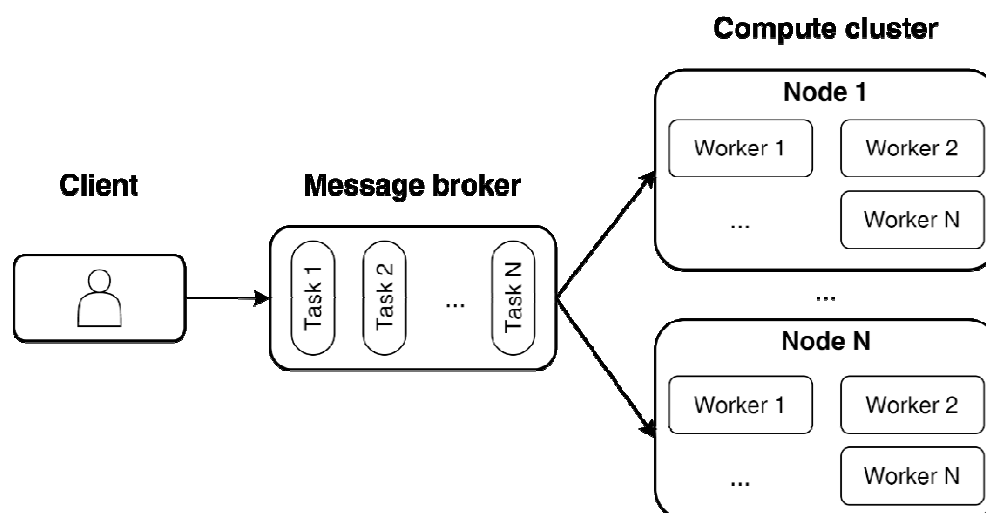 Compute cluster
Node 1
Worker 1
Worker 2
...
Worker N
Client
Message broker
Task 1
Task 2
...
Task N
...
Node N
Worker 1
Worker 2
...
Worker N